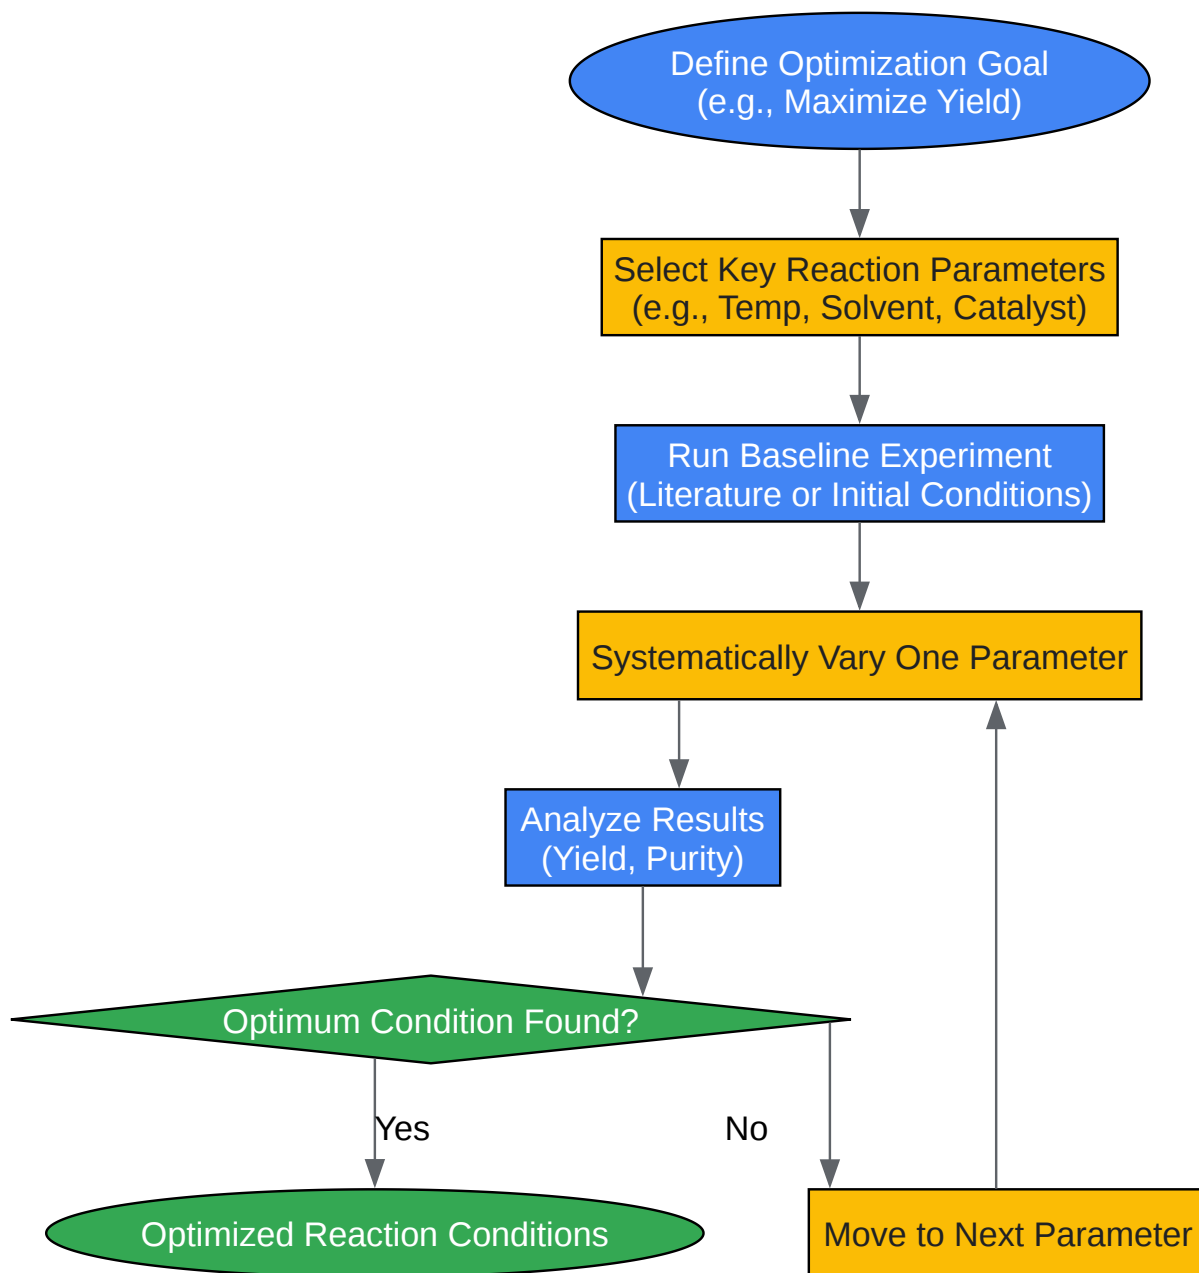 Define Optimization Goal
(e.g., Maximize Yield)
Select Key Reaction Parameters
(e.g., Temp, Solvent, Catalyst)
Run Baseline Experiment
(Literature or Initial Conditions)
Systematically Vary One Parameter
Analyze Results
(Yield, Purity)
Optimum Condition Found?
Yes
No
Optimized Reaction Conditions
Move to Next Parameter